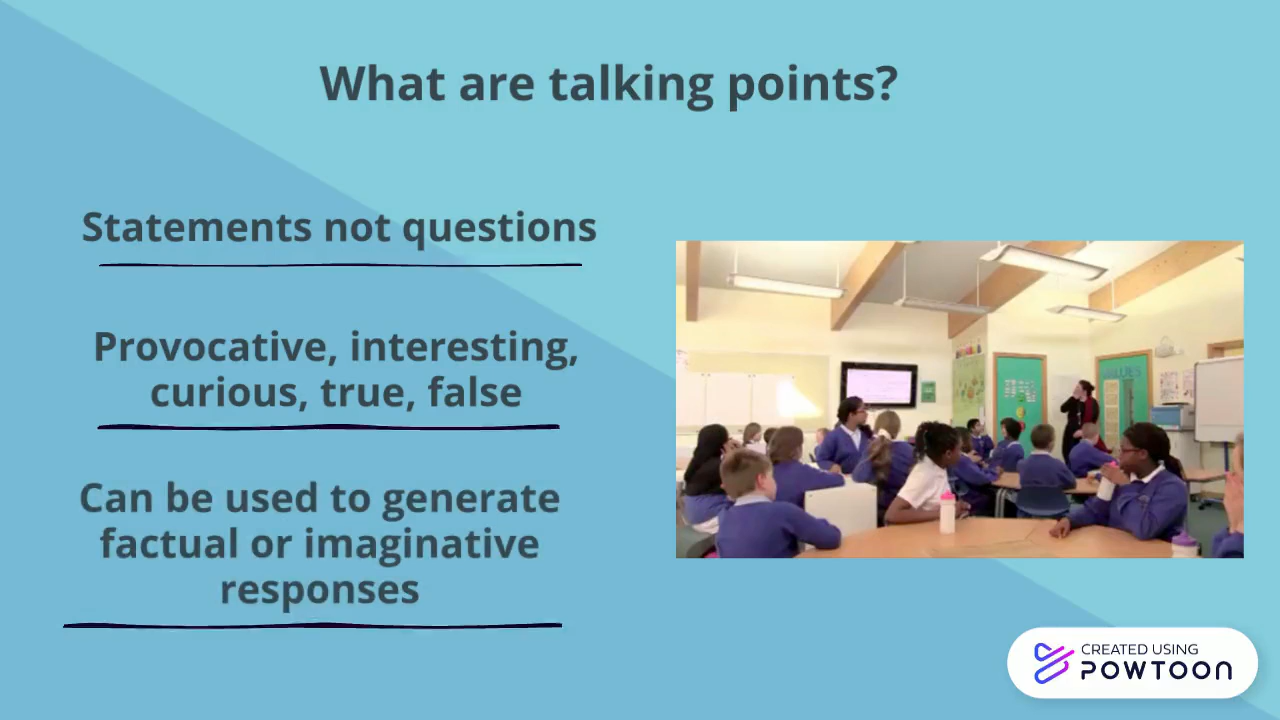 What are talking points?
Statements not questions
Provocative, interesting,
curious, true, false
Can be used to generate
factual or imaginative
responses
CREATED USING
POWTOON